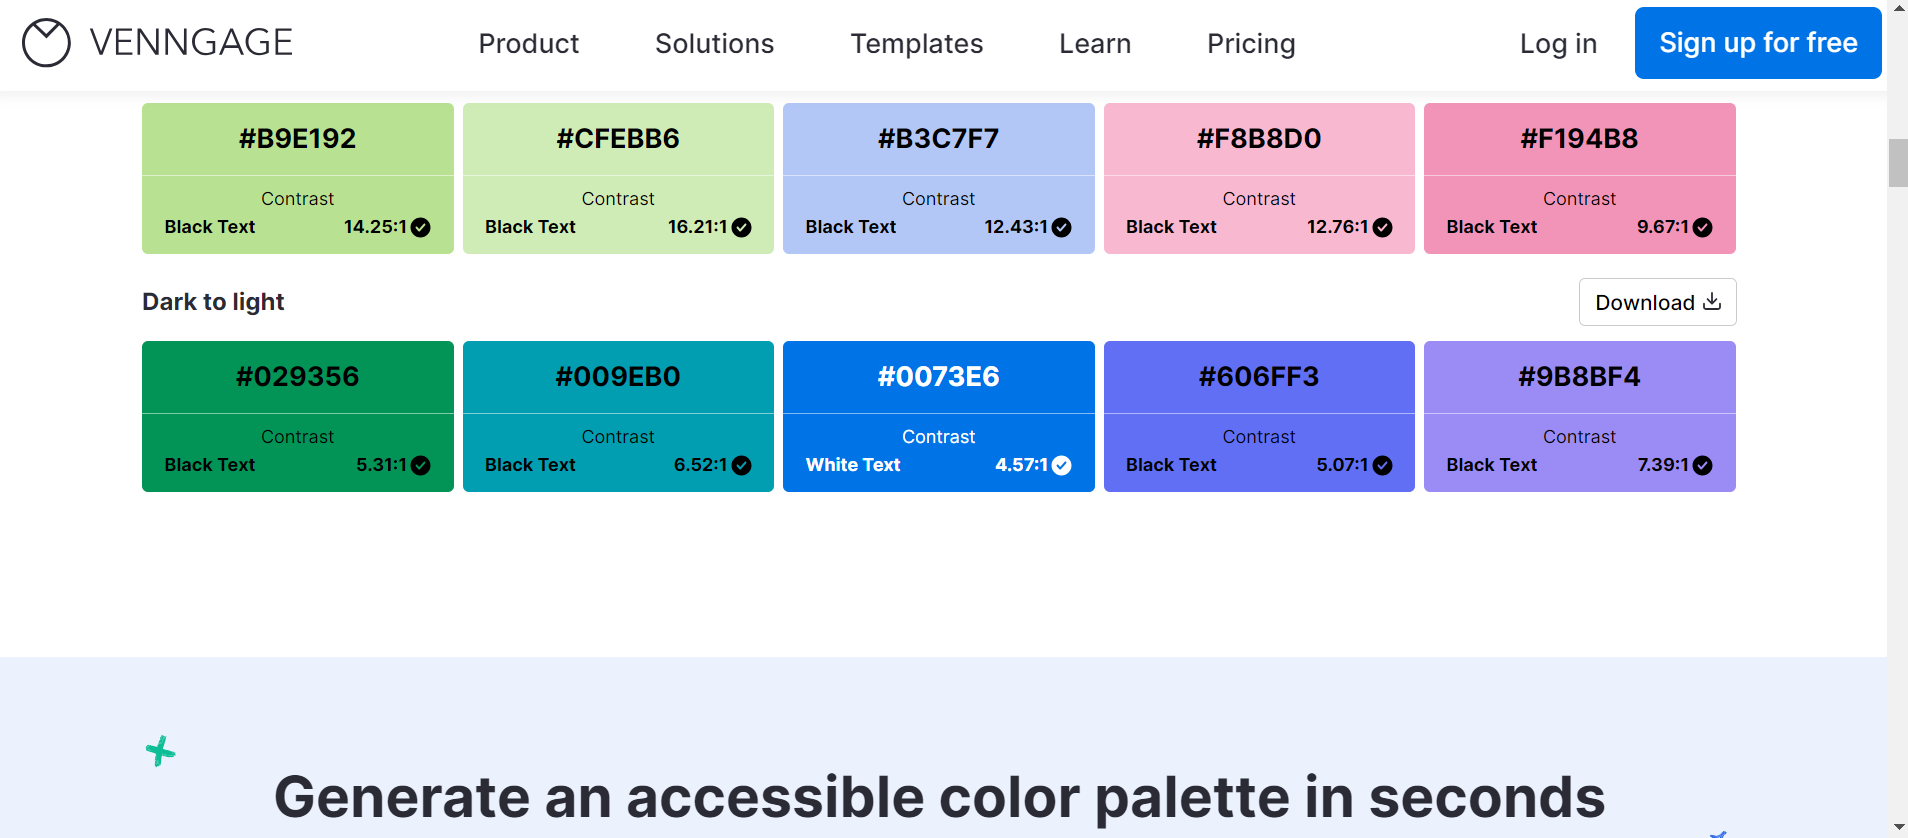 VENNGAGE Product Solutions Templates Learn Pricing Log in Sign up for free
#B9E192 #CFEBB6 #B3C7F7 #F8B8D0 #F194B8
Contrast Contrast Contrast Contrast Contrast
Black Text 14.25:1 Black Text 16.21:1 Black Text 12.43:1 Black Text 12.76:1 Black Text 9.67:1
Dark to light Download
#029356 #009EB0 #0073E6 #606FF3 #9B8BF4
Contrast Contrast Contrast Contrast Contrast
Black Text 5.31:1 Black Text 6.52:1 White Text 4.57:1 Black Text 5.07:1 Black Text 7.39:1
Generate an accessible color palette in seconds